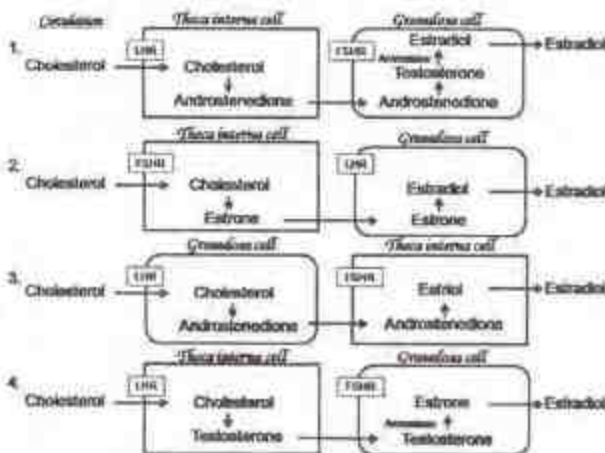 Circulation Theca interna cell Granulosa cell
1. LHR FSHR Estradiol Estradiol
Cholesterol Cholesterol Aromatase Testosterone
Androstenedione Androstenedione
Theca interna cell Granulosa cell
2. FSHR LHR
Cholesterol Cholesterol Estradiol Estradiol
Estrone Estrone
Granulosa cell Theca interna cell
3. LHR FSHR
Cholesterol Cholesterol Estriol Estradiol
Androstenedione Androstenedione
Theca interna cell Granulosa cell
4. LHR FSHR
Cholesterol Cholesterol Estrone Estradiol
Testosterone Aromatase Testosterone